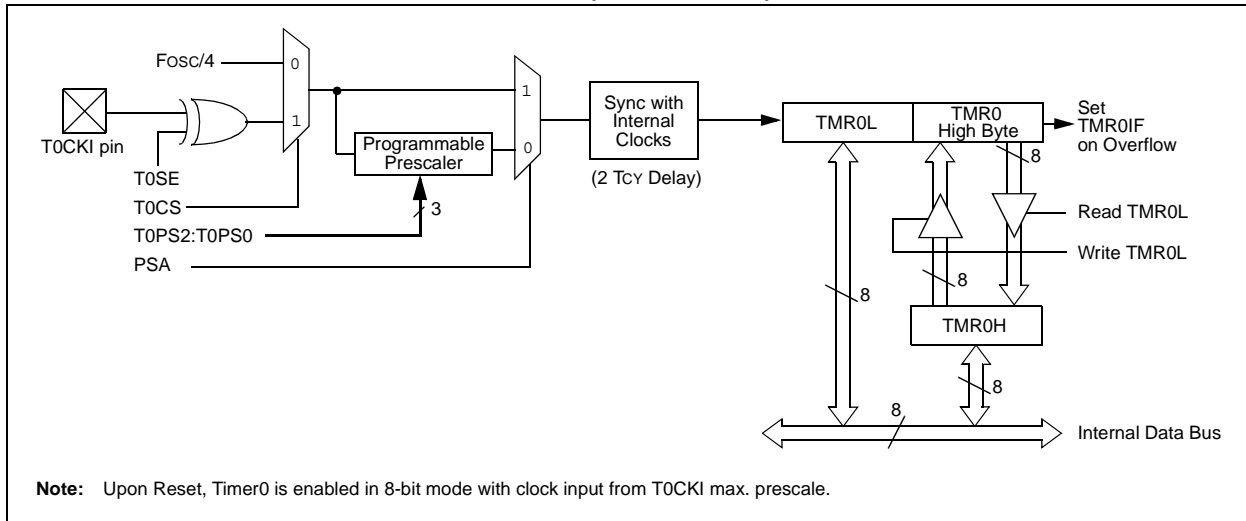 FOSC/4
T0CKI pin
T0SE
T0CS
T0PS2:T0PS0
PSA
0
1
Programmable
Prescaler
3
1
0
Sync with
Internal
Clocks
(2 TCY Delay)
TMR0L
TMR0
High Byte
Set
TMR0IF
on Overflow
8
Read TMR0L
Write TMR0L
8
8
TMR0H
8
8
Internal Data Bus
Note: Upon Reset, Timer0 is enabled in 8-bit mode with clock input from T0CKI max. prescale.